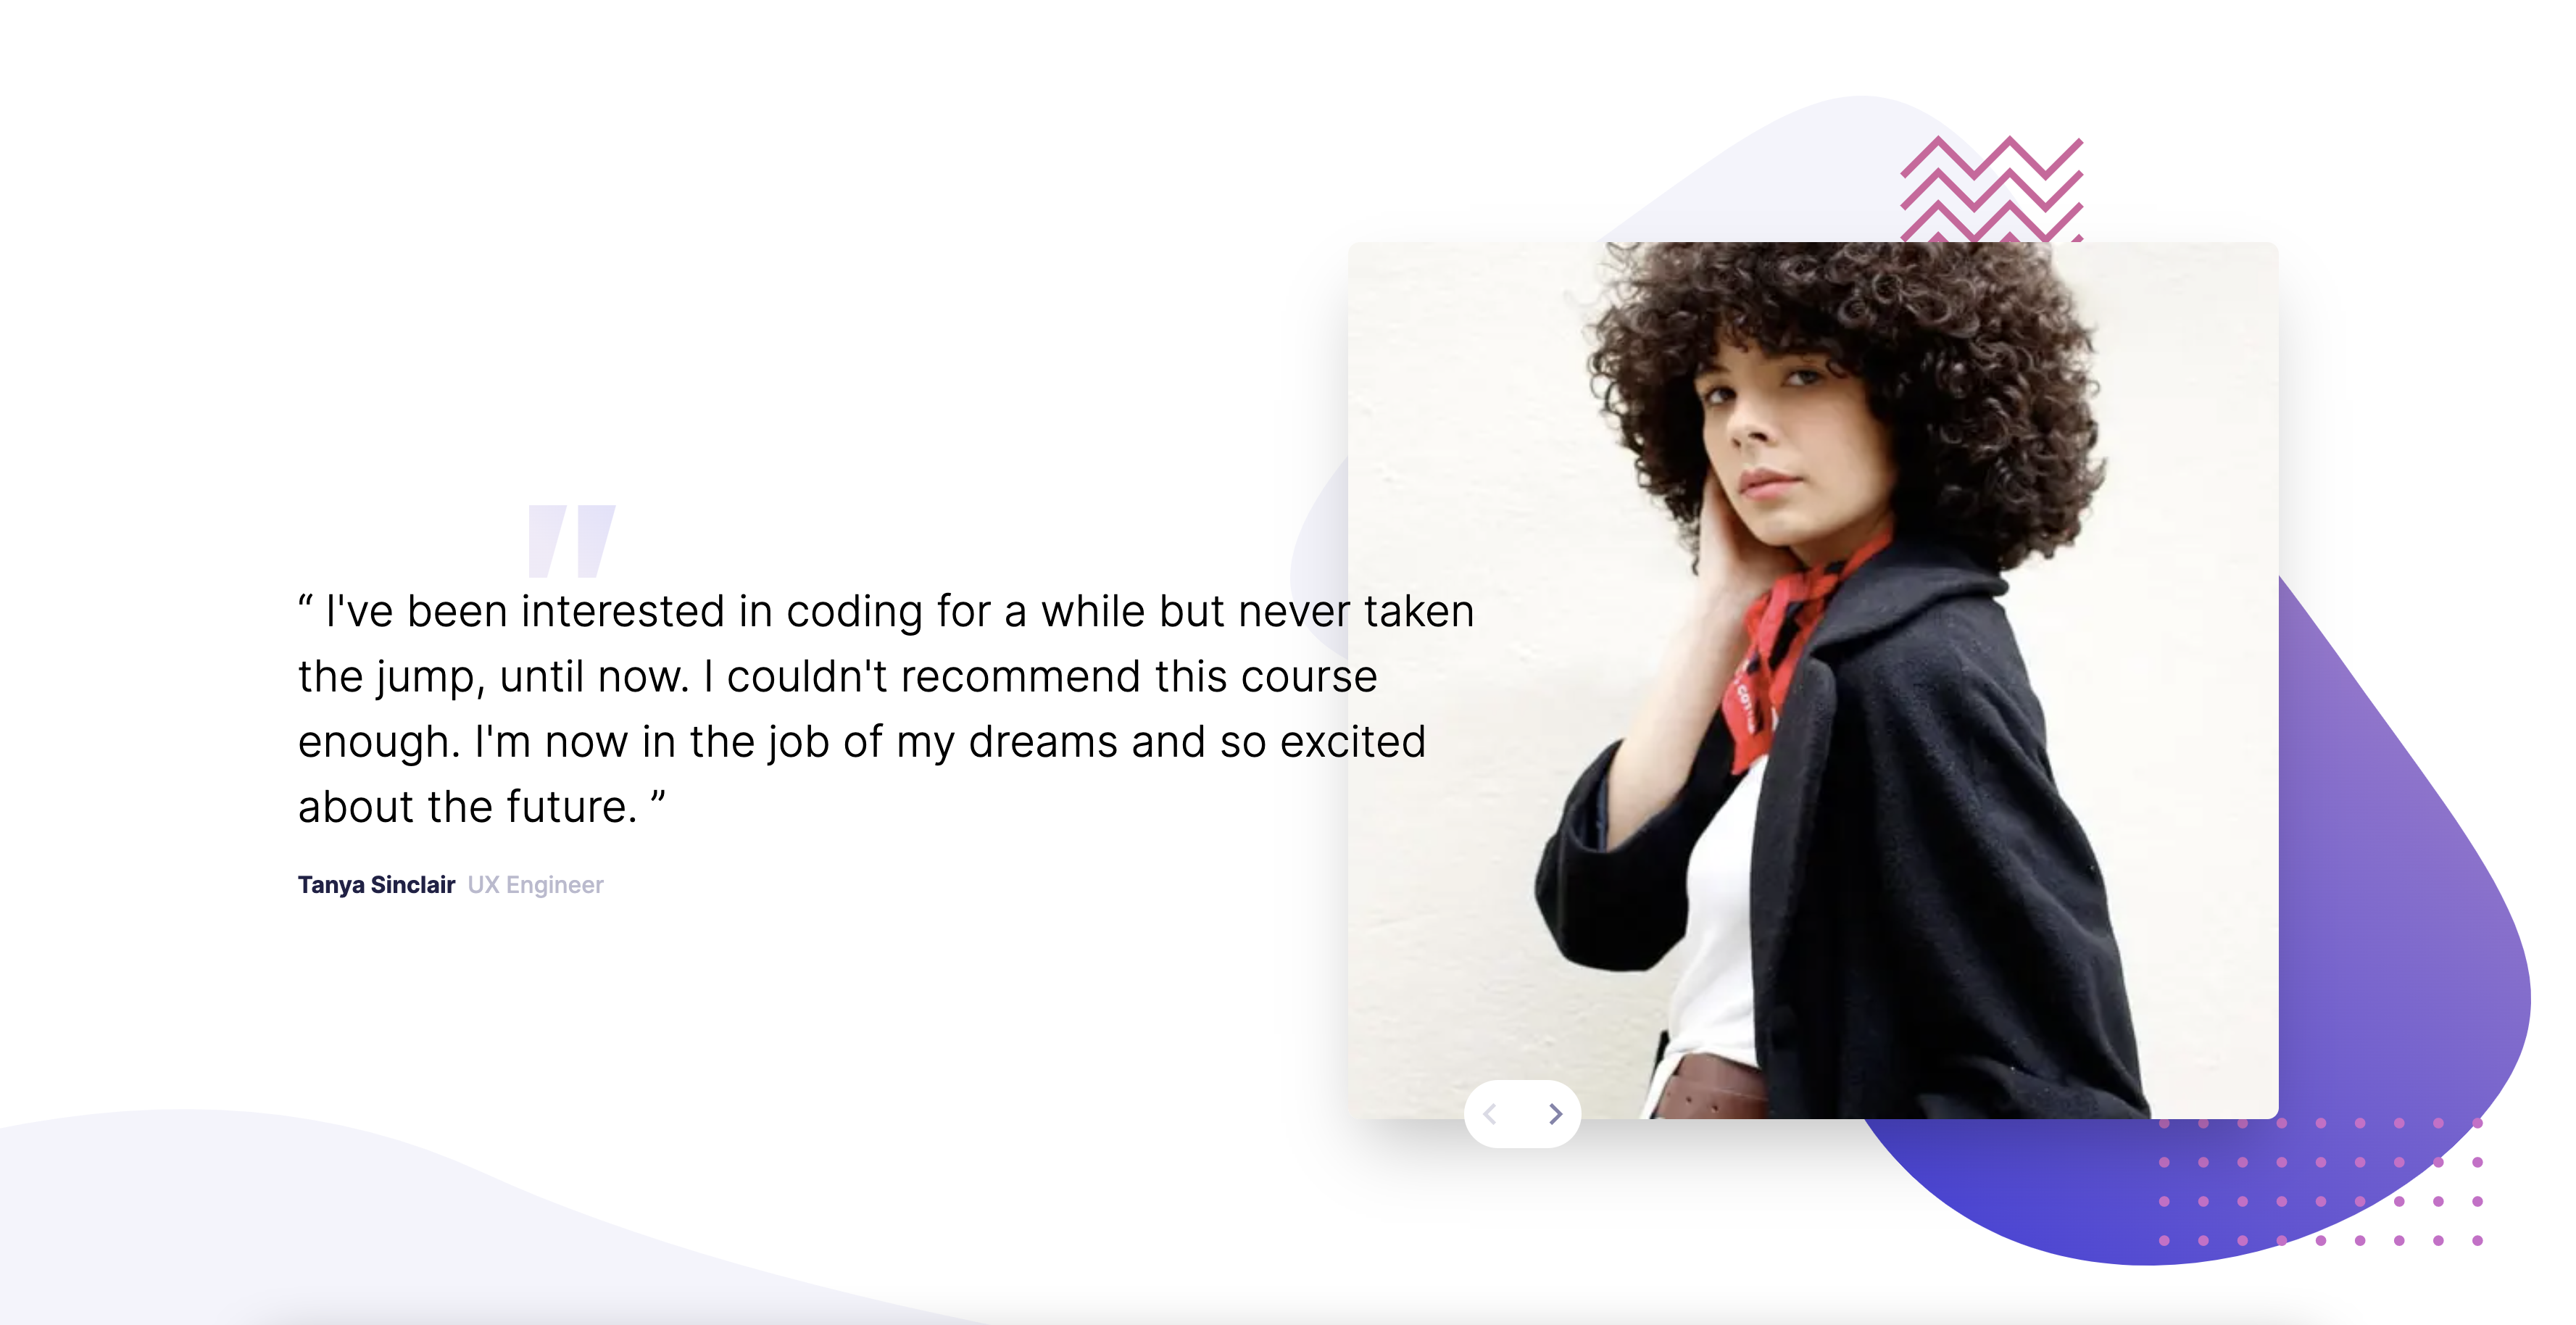 “ I've been interested in coding for a while but never taken
the jump, until now. I couldn't recommend this course
enough. I'm now in the job of my dreams and so excited
about the future. ”
Tanya Sinclair UX Engineer